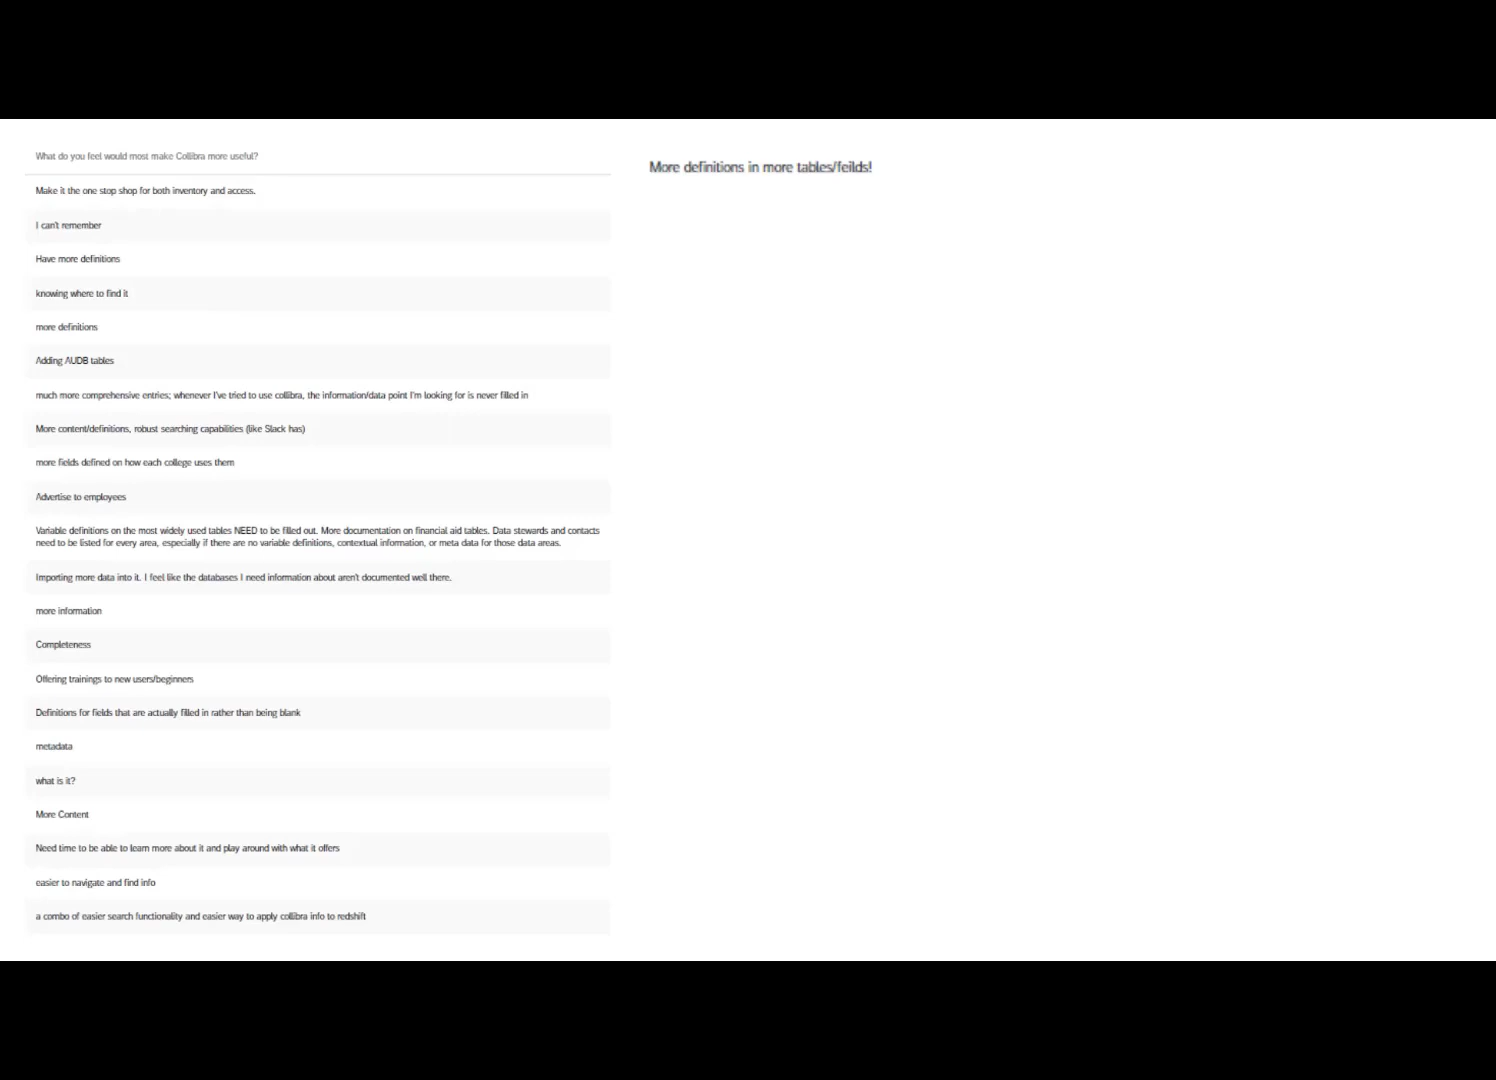 What do you feel would most make Collibra more useful?
Make it the one stop shop for both inventory and access.
I can't remember
Have more definitions
knowing where to find it
more definitions
Adding AUDB tables
much more comprehensive entries; whenever I've tried to use collibra, the information/data point I'm looking for is never filled in
More content/definitions, robust searching capabilities (like Slack has)
more fields defined on how each college uses them
Advertise to employees
Variable definitions on the most widely used tables NEED to be filled out. More documentation on financial aid tables. Data stewards and contacts
need to be listed for every area, especially if there are no variable definitions, contextual information, or meta data for those data areas.
Importing more data into it. I feel like the databases I need information about aren't documented well there.
more information
Completeness
Offering trainings to new users/beginners
Definitions for fields that are actually filled in rather than being blank
metadata
what is it?
More Content
Need time to be able to learn more about it and play around with what it offers
easier to navigate and find info
a combo of easier search functionality and easier way to apply collibra info to redshift
More definitions in more tables/feilds!